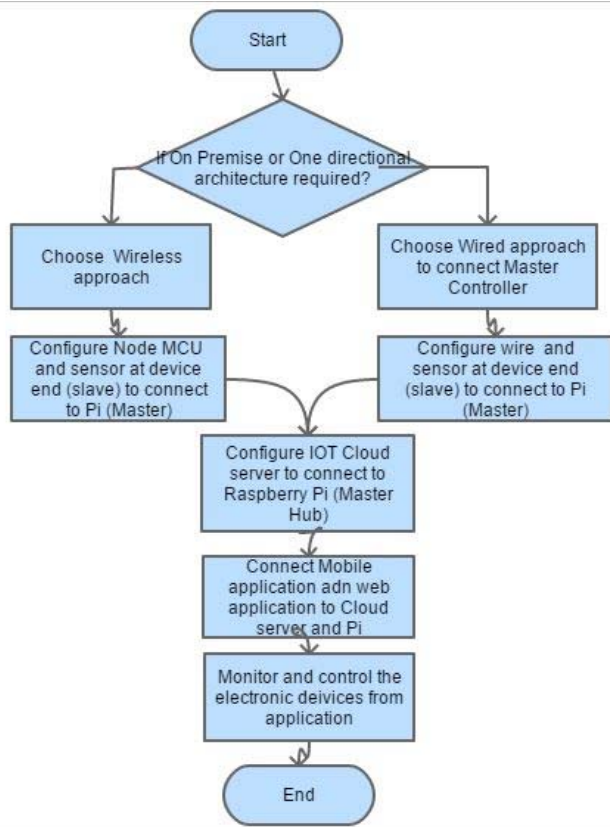 Start
If On Premise or One directional
architecture required?
Choose Wireless
approach
Choose Wired approach
to connect Master
Controller
Configure Node MCU
and sensor at device
end (slave) to connect
to Pi (Master)
Configure wire and
sensor at device end
(slave) to connect to Pi
(Master)
Configure IOT Cloud
server to connect to
Raspberry Pi (Master
Hub)
Connect Mobile
application adn web
application to Cloud
server and Pi
Monitor and control the
electronic deivices from
application
End